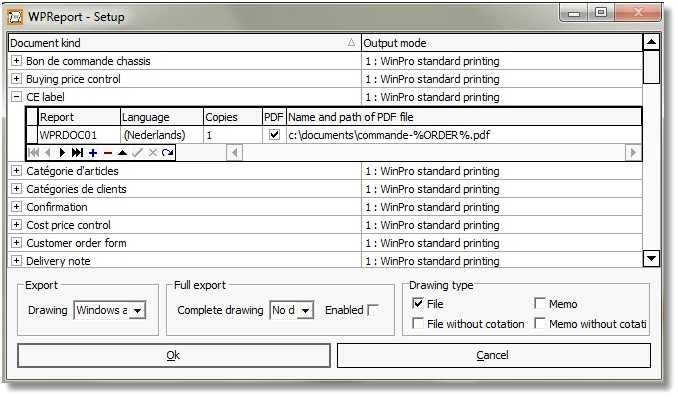 WPReport - Setup
Document kind Output mode
Bon de commande chassis 1 : WinPro standard printing
Buying price control 1 : WinPro standard printing
CE label 1 : WinPro standard printing
Report Language Copies PDF Name and path of PDF file
WPRDOC01 (Nederlands) 1 c:\documents\commande-%ORDER%.pdf
Catégorie d'articles 1 : WinPro standard printing
Catégories de clients 1 : WinPro standard printing
Confirmation 1 : WinPro standard printing
Cost price control 1 : WinPro standard printing
Customer order form 1 : WinPro standard printing
Delivery note 1 : WinPro standard printing
Export Full export Drawing type
Drawing Windows a Complete drawing No d Enabled File Memo
File without cotation Memo without cotati
Ok Cancel